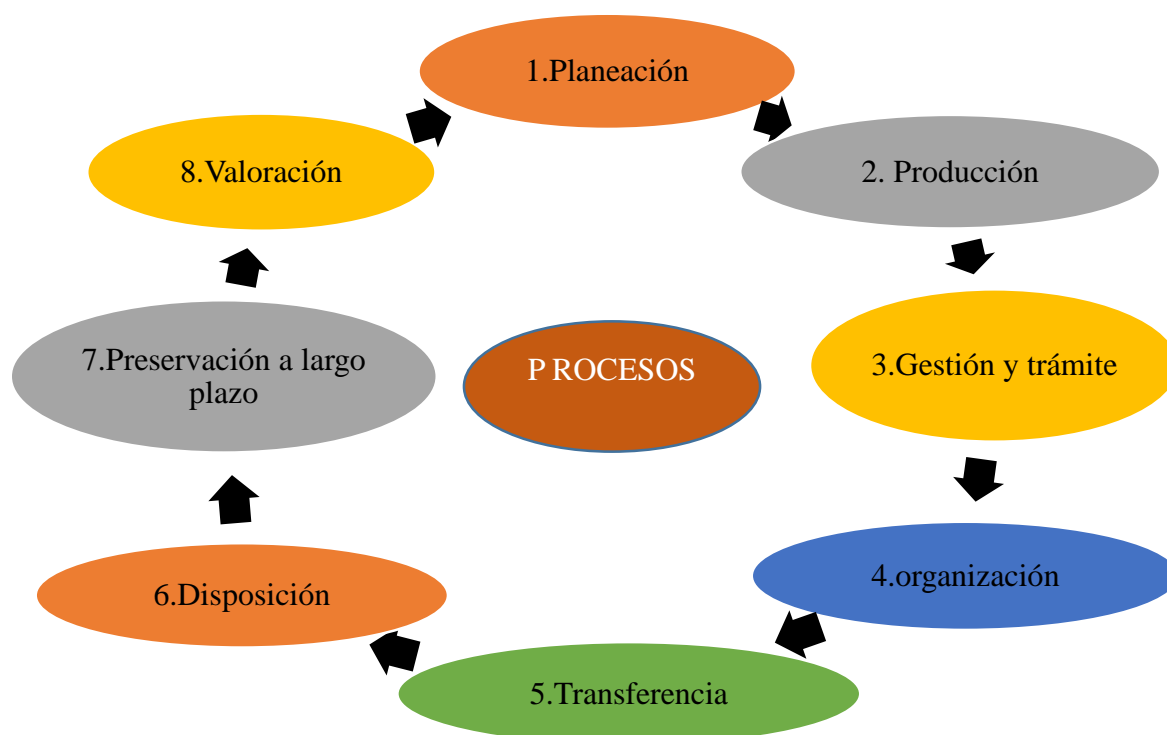 1.Planeación
2. Producción
3.Gestión y trámite
4.organización
5.Transferencia
6.Disposición
7.Preservación a largo
plazo
8.Valoración
P ROCESOS